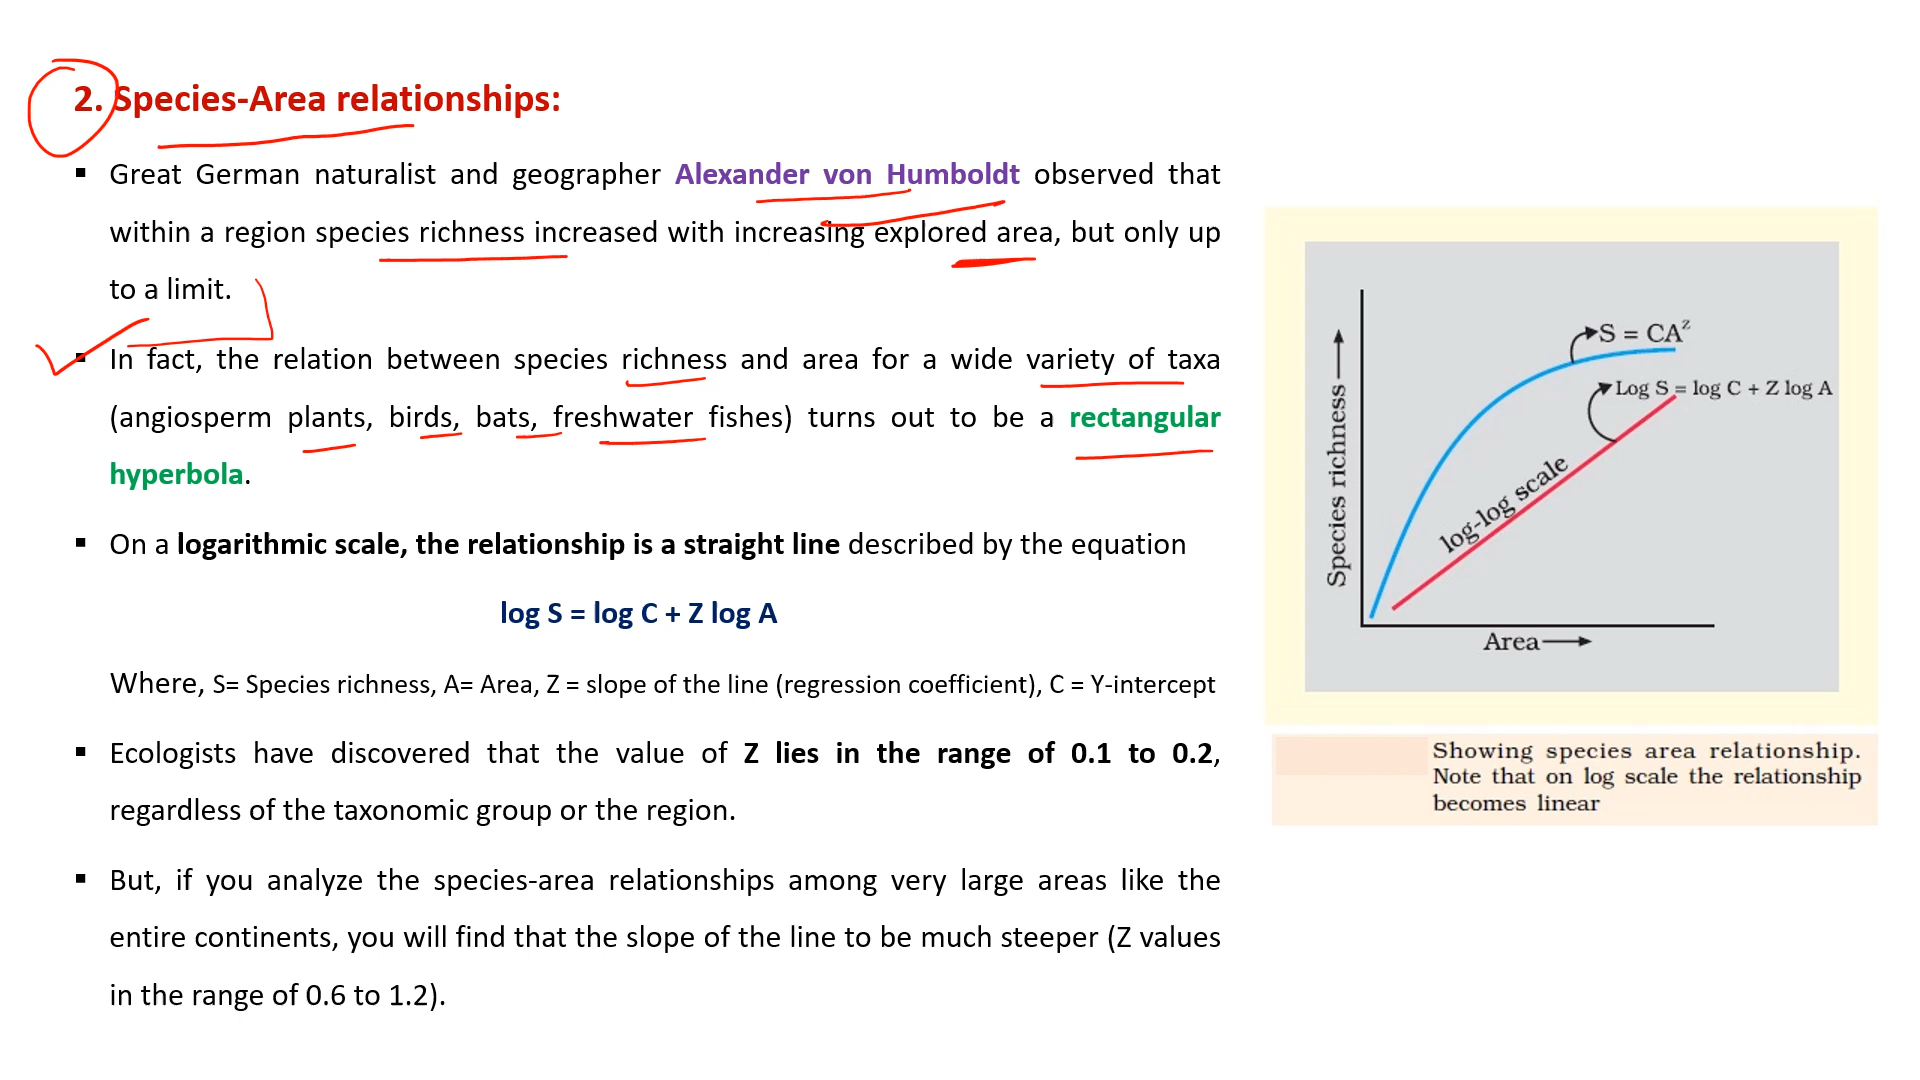 2. Species-Area relationships:
▪ Great German naturalist and geographer Alexander von Humboldt observed that
within a region species richness increased with increasing explored area, but only up
to a limit.
▪ In fact, the relation between species richness and area for a wide variety of taxa
(angiosperm plants, birds, bats, freshwater fishes) turns out to be a rectangular
hyperbola.
▪ On a logarithmic scale, the relationship is a straight line described by the equation
log S = log C + Z log A
Where, S= Species richness, A= Area, Z = slope of the line (regression coefficient), C = Y-intercept
▪ Ecologists have discovered that the value of Z lies in the range of 0.1 to 0.2,
regardless of the taxonomic group or the region.
▪ But, if you analyze the species-area relationships among very large areas like the
entire continents, you will find that the slope of the line to be much steeper (Z values
in the range of 0.6 to 1.2).
Species richness
S = CA^z
Log S = log C + Z log A
log-log scale
Area
Showing species area relationship.
Note that on log scale the relationship
becomes linear